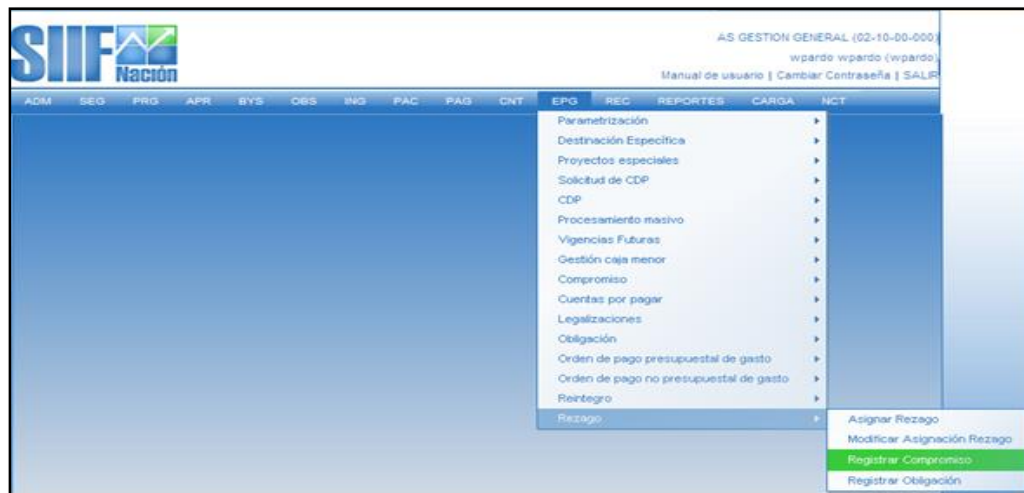 SIIF Nación
AS GESTION GENERAL (02-10-00-000)
wpardo wpardo (wpardo)
Manual de usuario | Cambiar Contraseña | SALIR
ADM SEG PRG APR BYS OBS ING PAC PAG CNT EPG REC REPORTES CARGA NCT
Parametrización
Destinación Específica
Proyectos especiales
Solicitud de CDP
CDP
Procesamiento masivo
Vigencias Futuras
Gestión caja menor
Compromiso
Cuentas por pagar
Legalizaciones
Obligación
Orden de pago presupuestal de gasto
Orden de pago no presupuestal de gasto
Reintegro
Rezago
Asignar Rezago
Modificar Asignación Rezago
Registrar Compromiso
Registrar Obligación